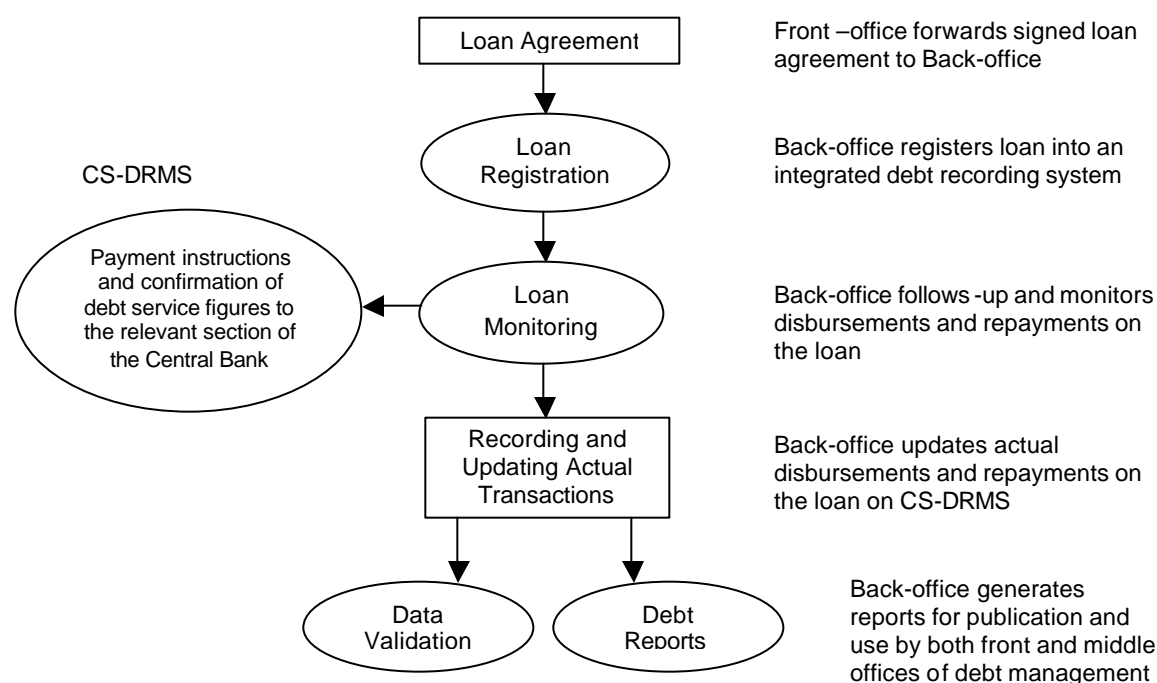 Loan Agreement
Front –office forwards signed loan
agreement to Back-office
Loan
Registration
Back-office registers loan into an
integrated debt recording system
CS-DRMS
Payment instructions
and confirmation of
debt service figures to
the relevant section of
the Central Bank
Loan
Monitoring
Back-office follows -up and monitors
disbursements and repayments on
the loan
Recording and
Updating Actual
Transactions
Back-office updates actual
disbursements and repayments on
the loan on CS-DRMS
Data
Validation
Debt
Reports
Back-office generates
reports for publication and
use by both front and middle
offices of debt management